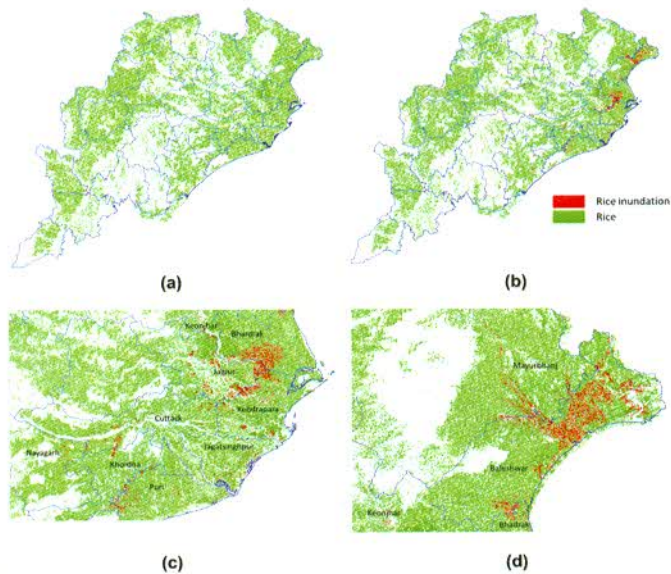 Rice inundation
Rice
(a)
(b)
Keonjhar
Bhadrak
Jajpur
Kendrapara
Cuttack
Jagatsinghpur
Nayagarh
Khordha
Puri
Mayurbhanj
Baleshwar
Keonjhar
Bhadrak
(c)
(d)